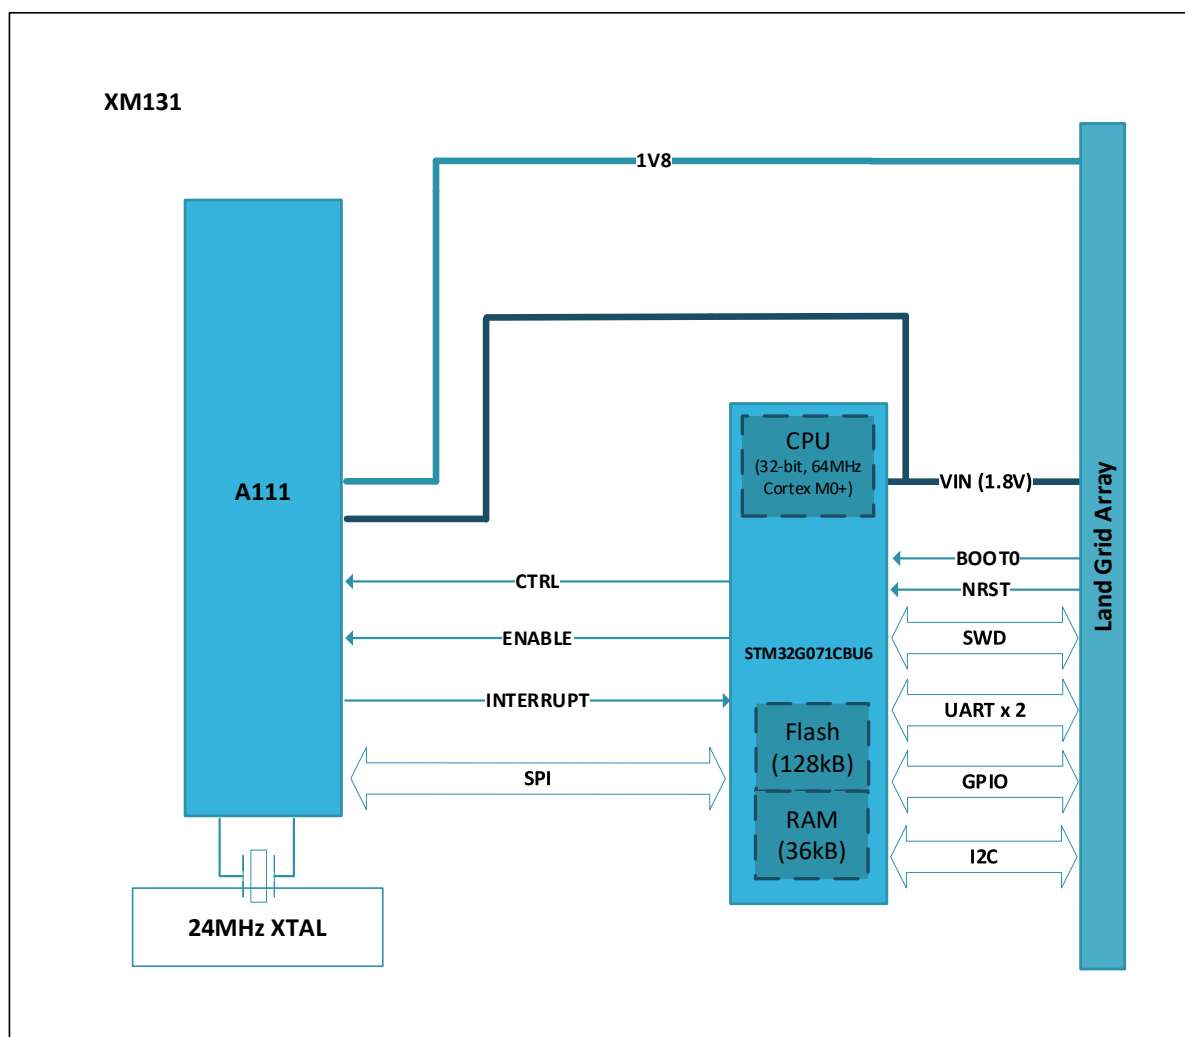 XM131
1V8
A111
CPU
(32-bit, 64MHz
Cortex M0+)
VIN (1.8V)
BOOT0
NRST
CTRL
ENABLE
SWD
STM32G071CBU6
INTERRUPT
UART x 2
Flash
(128kB)
SPI
GPIO
RAM
(36kB)
I2C
24MHz XTAL
Land Grid Array